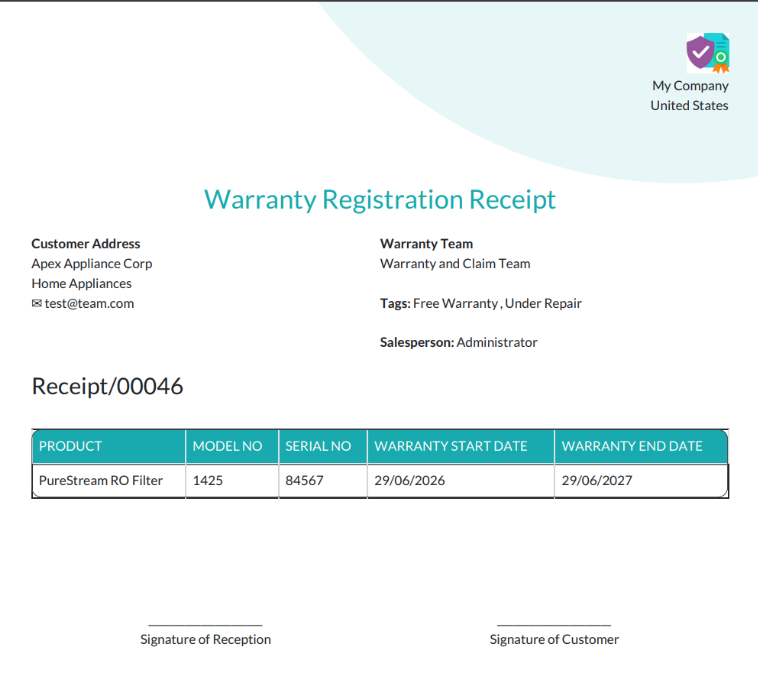 My Company
United States
Warranty Registration Receipt
Customer Address
Apex Appliance Corp
Home Appliances
✉ test@team.com
Warranty Team
Warranty and Claim Team
Tags: Free Warranty , Under Repair
Salesperson: Administrator
Receipt/00046
PRODUCT MODEL NO SERIAL NO WARRANTY START DATE WARRANTY END DATE
PureStream RO Filter 1425 84567 29/06/2026 29/06/2027
Signature of Reception
Signature of Customer